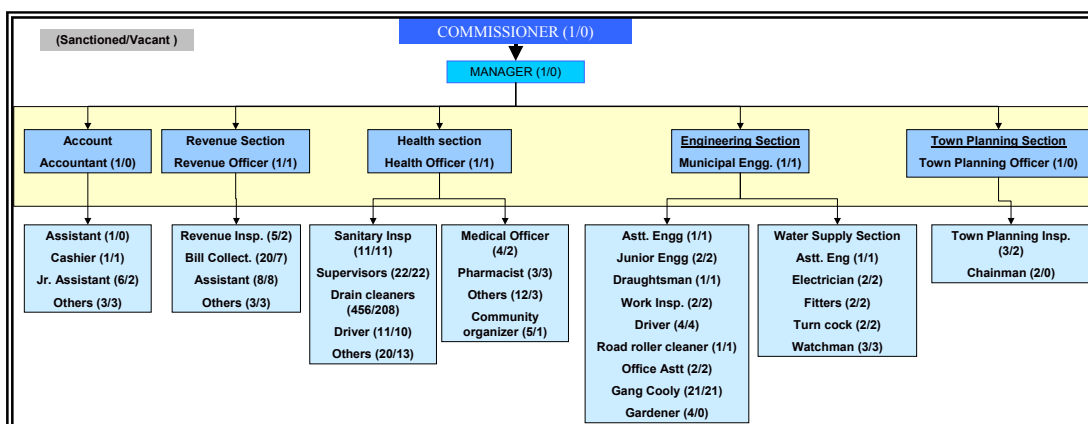 (Sanctioned/Vacant )
COMMISSIONER (1/0)
MANAGER (1/0)
Account
Accountant (1/0)
Revenue Section
Revenue Officer (1/1)
Health section
Health Officer (1/1)
Engineering Section
Municipal Engg. (1/1)
Town Planning Section
Town Planning Officer (1/0)
Assistant (1/0)
Cashier (1/1)
Jr. Assistant (6/2)
Others (3/3)
Revenue Insp. (5/2)
Bill Collect. (20/7)
Assistant (8/8)
Others (3/3)
Sanitary Insp
(11/11)
Supervisors (22/22)
Drain cleaners
(456/208)
Driver (11/10)
Others (20/13)
Medical Officer
(4/2)
Pharmacist (3/3)
Others (12/3)
Community
organizer (5/1)
Astt. Engg (1/1)
Junior Engg (2/2)
Draughtsman (1/1)
Work Insp. (2/2)
Driver (4/4)
Road roller cleaner (1/1)
Office Astt (2/2)
Gang Cooly (21/21)
Gardener (4/0)
Water Supply Section
Astt. Eng (1/1)
Electrician (2/2)
Fitters (2/2)
Turn cock (2/2)
Watchman (3/3)
Town Planning Insp.
(3/2)
Chainman (2/0)